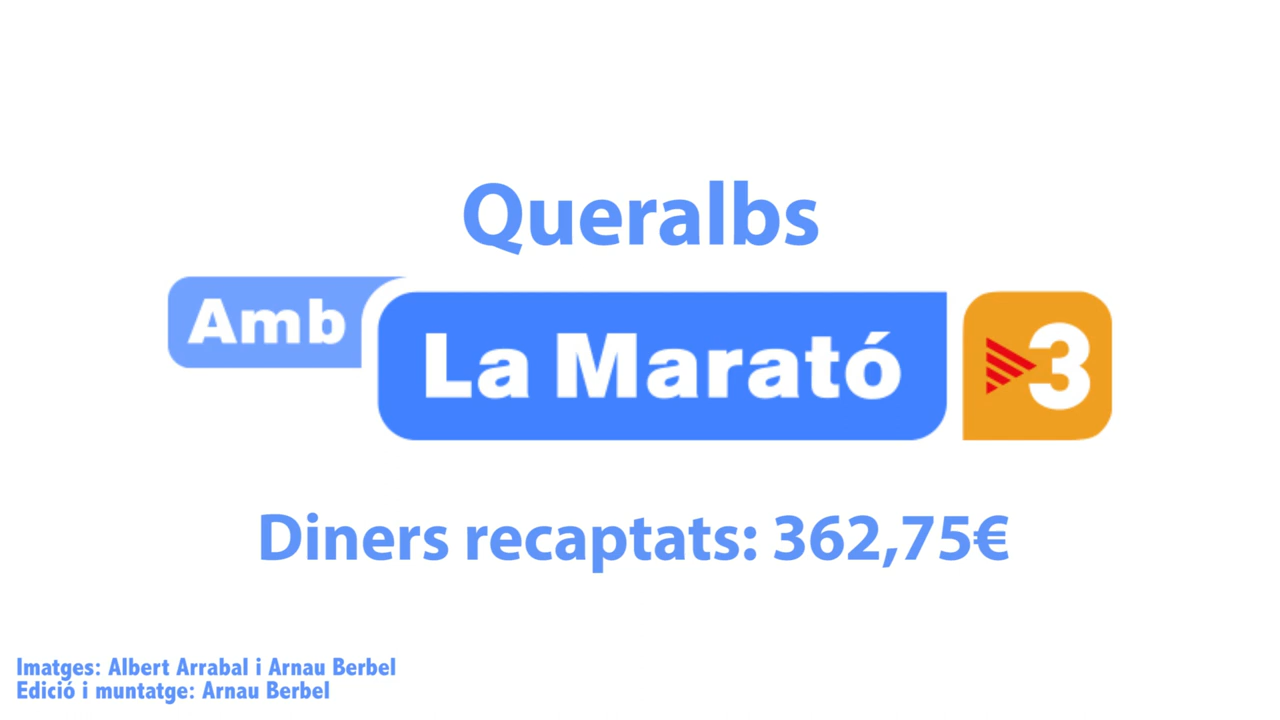 Queralbs
Amb
La Marató
3
Diners recaptats: 362,75€
Imatges: Albert Arrabal i Arnau Berbel
Edició i muntatge: Arnau Berbel